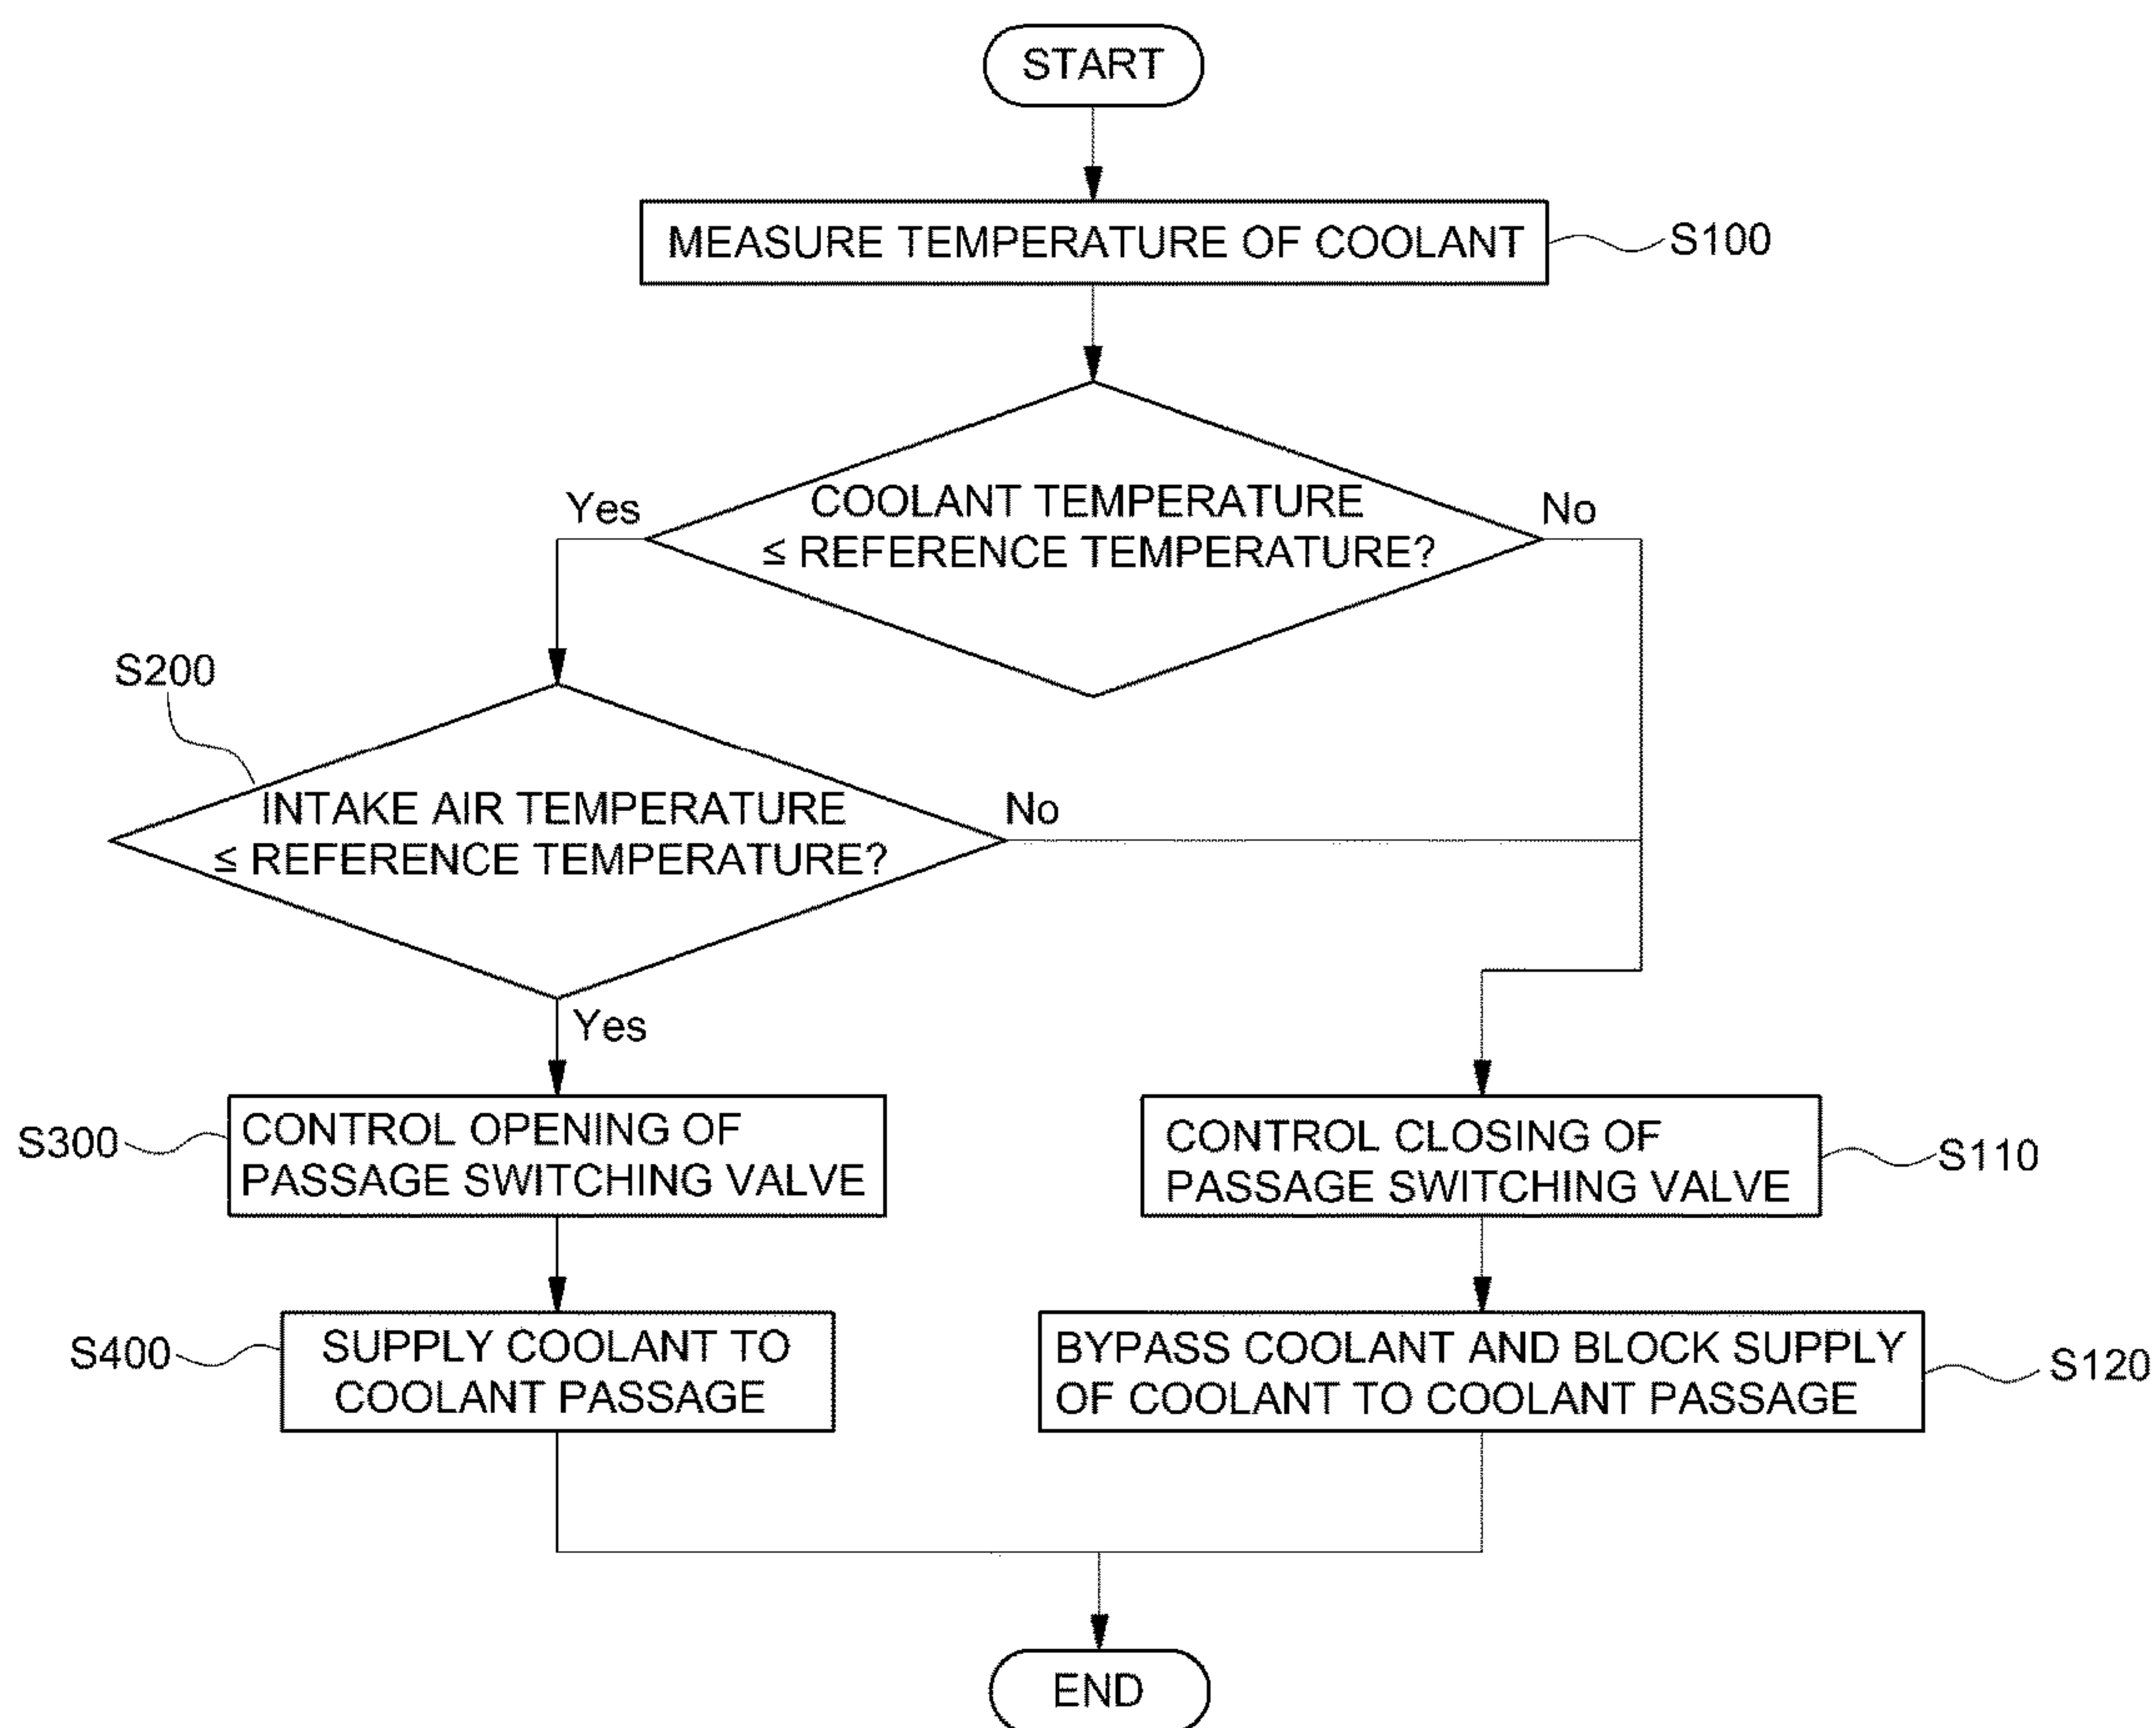 START
MEASURE TEMPERATURE OF COOLANT
S100
COOLANT TEMPERATURE
≤ REFERENCE TEMPERATURE?
Yes
No
S200
INTAKE AIR TEMPERATURE
≤ REFERENCE TEMPERATURE?
No
Yes
S300
CONTROL OPENING OF
PASSAGE SWITCHING VALVE
CONTROL CLOSING OF
PASSAGE SWITCHING VALVE
S110
S400
SUPPLY COOLANT TO
COOLANT PASSAGE
BYPASS COOLANT AND BLOCK SUPPLY
OF COOLANT TO COOLANT PASSAGE
S120
END